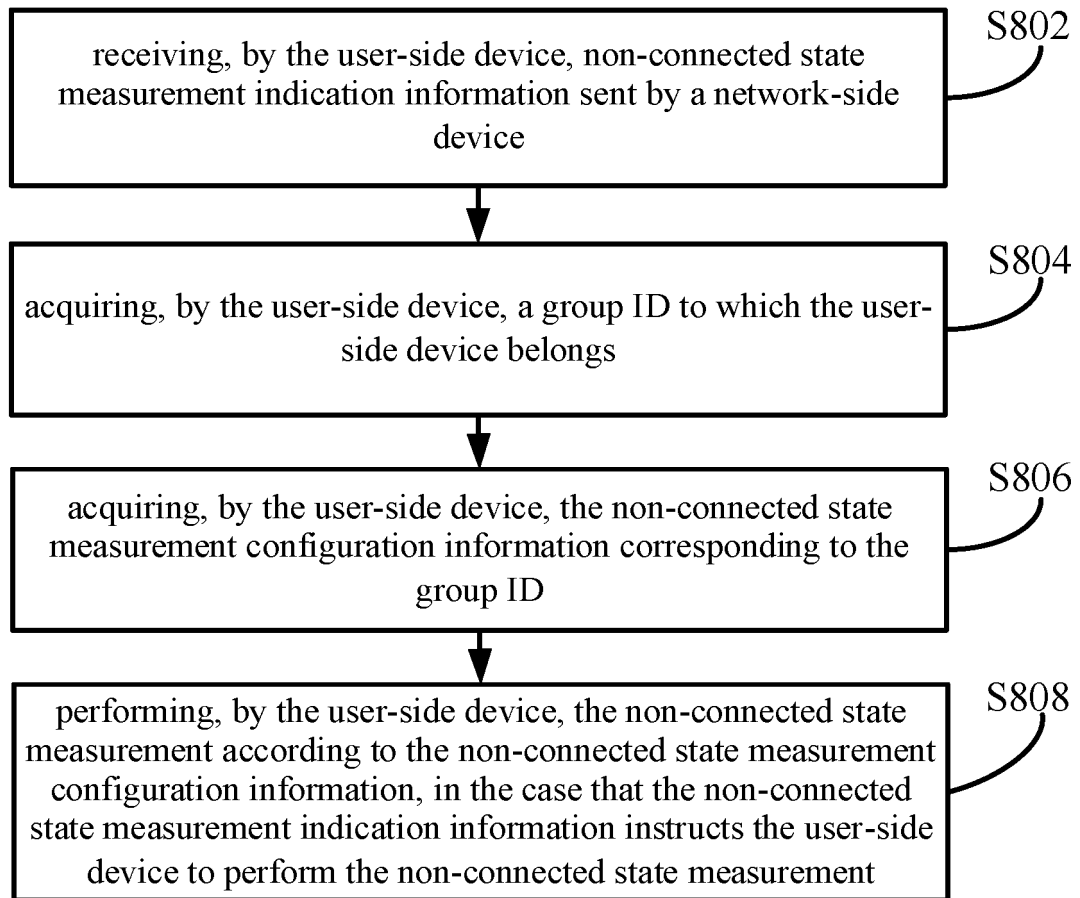 receiving, by the user-side device, non-connected state
measurement indication information sent by a network-side
device
S802
acquiring, by the user-side device, a group ID to which the user-
side device belongs
S804
acquiring, by the user-side device, the non-connected state
measurement configuration information corresponding to the
group ID
S806
performing, by the user-side device, the non-connected state
measurement according to the non-connected state measurement
configuration information, in the case that the non-connected
state measurement indication information instructs the user-side
device to perform the non-connected state measurement
S808